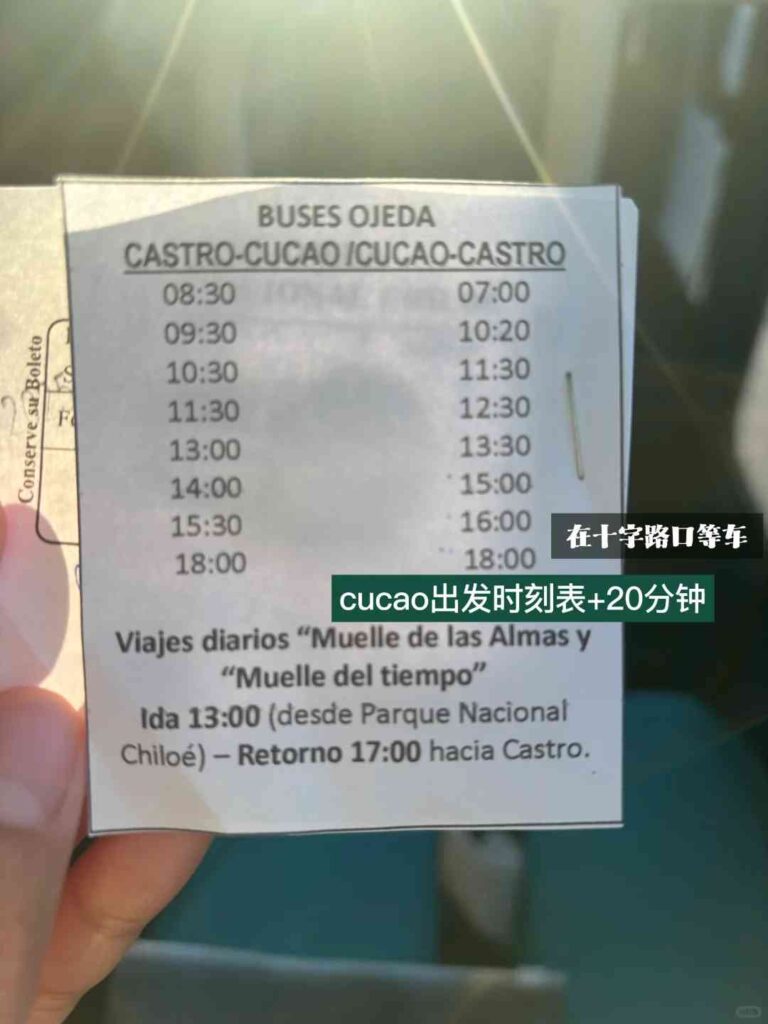 BUSES OJEDA
CASTRO-CUCAO /CUCAO-CASTRO
08:30 07:00
09:30 10:20
10:30 11:30
11:30 12:30
13:00 13:30
14:00 15:00
15:30 16:00
18:00 18:00
在十字路口等车
cucao出发时刻表+20分钟
Viajes diarios “Muelle de las Almas y
“Muelle del tiempo”
Ida 13:00 (desde Parque Nacional
Chiloé) – Retorno 17:00 hacia Castro.
Conserve su Boleto